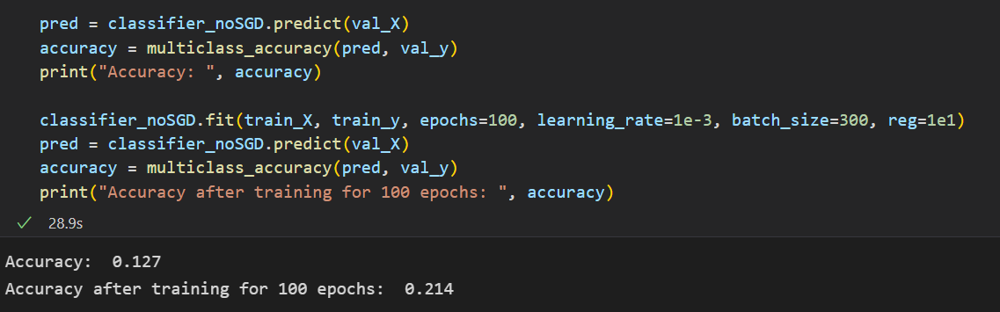 pred = classifier_noSGD.predict(val_X)
accuracy = multiclass_accuracy(pred, val_y)
print("Accuracy: ", accuracy)
classifier_noSGD.fit(train_X, train_y, epochs=100, learning_rate=1e-3, batch_size=300, reg=1e1)
pred = classifier_noSGD.predict(val_X)
accuracy = multiclass_accuracy(pred, val_y)
print("Accuracy after training for 100 epochs: ", accuracy)
28.9s
Accuracy:  0.127
Accuracy after training for 100 epochs:  0.214